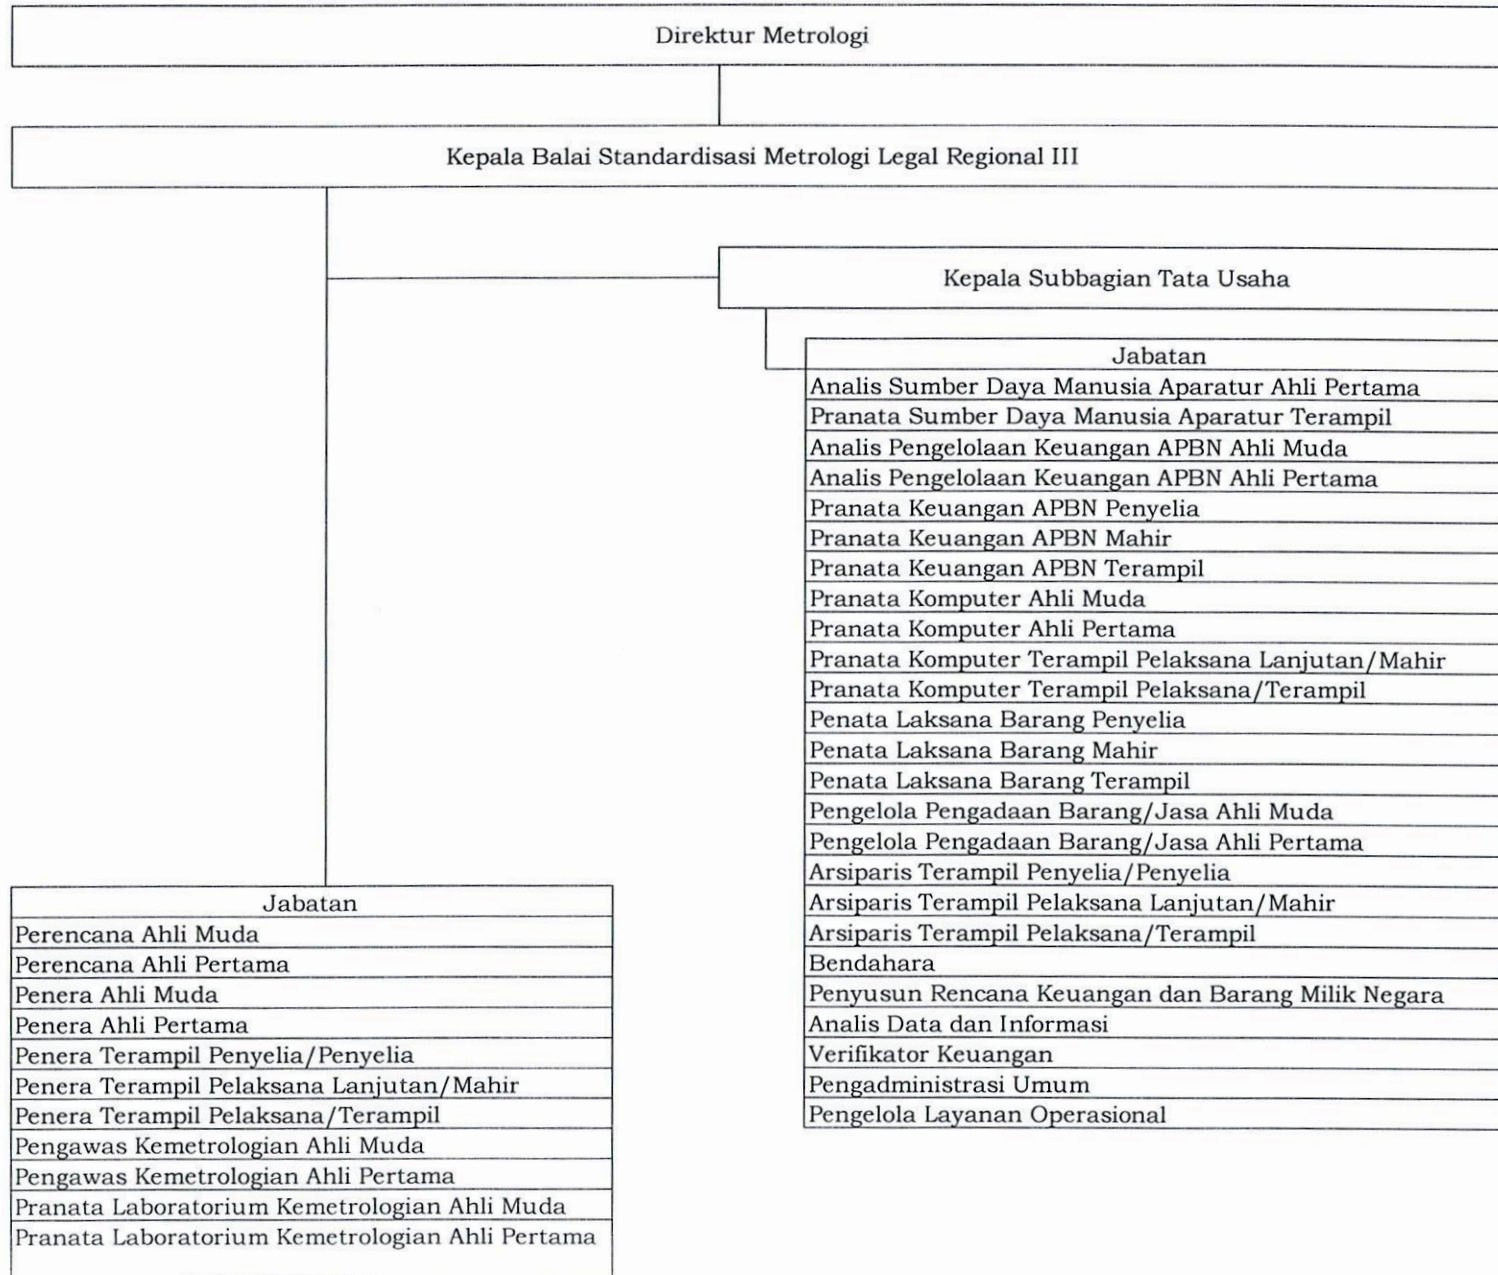 Direktur Metrologi
Kepala Balai Standardisasi Metrologi Legal Regional III
Kepala Subbagian Tata Usaha
Jabatan
Analis Sumber Daya Manusia Aparatur Ahli Pertama
Pranata Sumber Daya Manusia Aparatur Terampil
Analis Pengelolaan Keuangan APBN Ahli Muda
Analis Pengelolaan Keuangan APBN Ahli Pertama
Pranata Keuangan APBN Penyelia
Pranata Keuangan APBN Mahir
Pranata Keuangan APBN Terampil
Pranata Komputer Ahli Muda
Pranata Komputer Ahli Pertama
Pranata Komputer Terampil Pelaksana Lanjutan/Mahir
Pranata Komputer Terampil Pelaksana/Terampil
Penata Laksana Barang Penyelia
Penata Laksana Barang Mahir
Penata Laksana Barang Terampil
Pengelola Pengadaan Barang/Jasa Ahli Muda
Pengelola Pengadaan Barang/Jasa Ahli Pertama
Arsiparis Terampil Penyelia/Penyelia
Arsiparis Terampil Pelaksana Lanjutan/Mahir
Arsiparis Terampil Pelaksana/Terampil
Bendahara
Penyusun Rencana Keuangan dan Barang Milik Negara
Analis Data dan Informasi
Verifikator Keuangan
Pengadministrasi Umum
Pengelola Layanan Operasional
Jabatan
Perencana Ahli Muda
Perencana Ahli Pertama
Penera Ahli Muda
Penera Ahli Pertama
Penera Terampil Penyelia/Penyelia
Penera Terampil Pelaksana Lanjutan/Mahir
Penera Terampil Pelaksana/Terampil
Pengawas Kemetrologian Ahli Muda
Pengawas Kemetrologian Ahli Pertama
Pranata Laboratorium Kemetrologian Ahli Muda
Pranata Laboratorium Kemetrologian Ahli Pertama